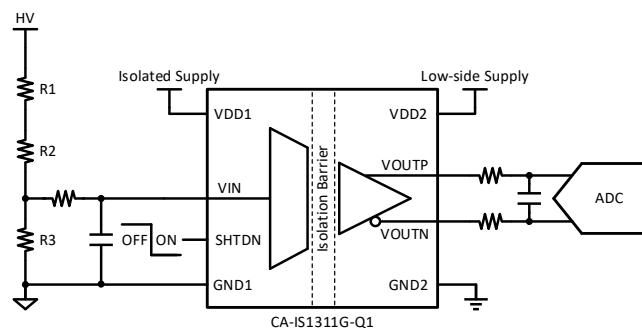 HV
Isolated Supply
Low-side Supply
R1
VDD1
VDD2
R2
Isolation Barrier
VOUTP
VIN
ADC
R3
OFF ON
SHTDN
VOUTN
GND1
GND2
CA-IS1311G-Q1